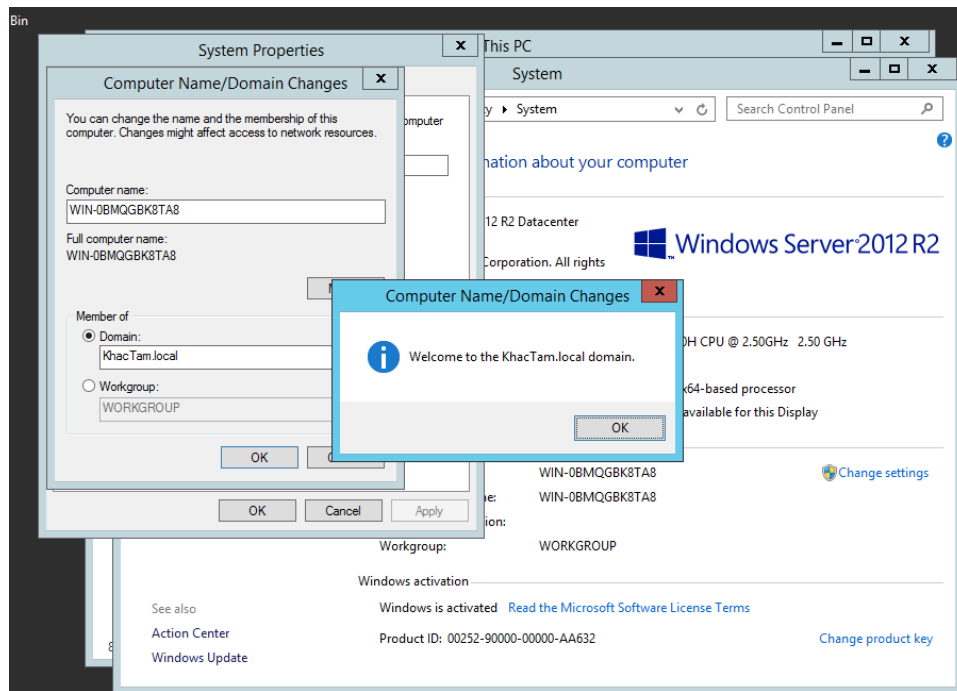 Bin
This PC
System Properties
System
Computer Name/Domain Changes
You can change the name and the membership of this
computer. Changes might affect access to network resources.
Computer name:
WIN-0BMQGBK8TA8
Full computer name:
WIN-0BMQGBK8TA8
Member of
Domain:
KhacTam.local
Workgroup:
WORKGROUP
OK
OK
Cancel
Apply
Computer Name/Domain Changes
Welcome to the KhacTam.local domain.
OK
System
Search Control Panel
about your computer
R2 Datacenter
Windows Server 2012 R2
Corporation. All rights
CPU @ 2.50GHz 2.50 GHz
x64-based processor
available for this Display
WIN-0BMQGBK8TA8
Change settings
WIN-0BMQGBK8TA8
Workgroup: WORKGROUP
Windows activation
Windows is activated Read the Microsoft Software License Terms
Product ID: 00252-90000-00000-AA632
Change product key
See also
Action Center
Windows Update